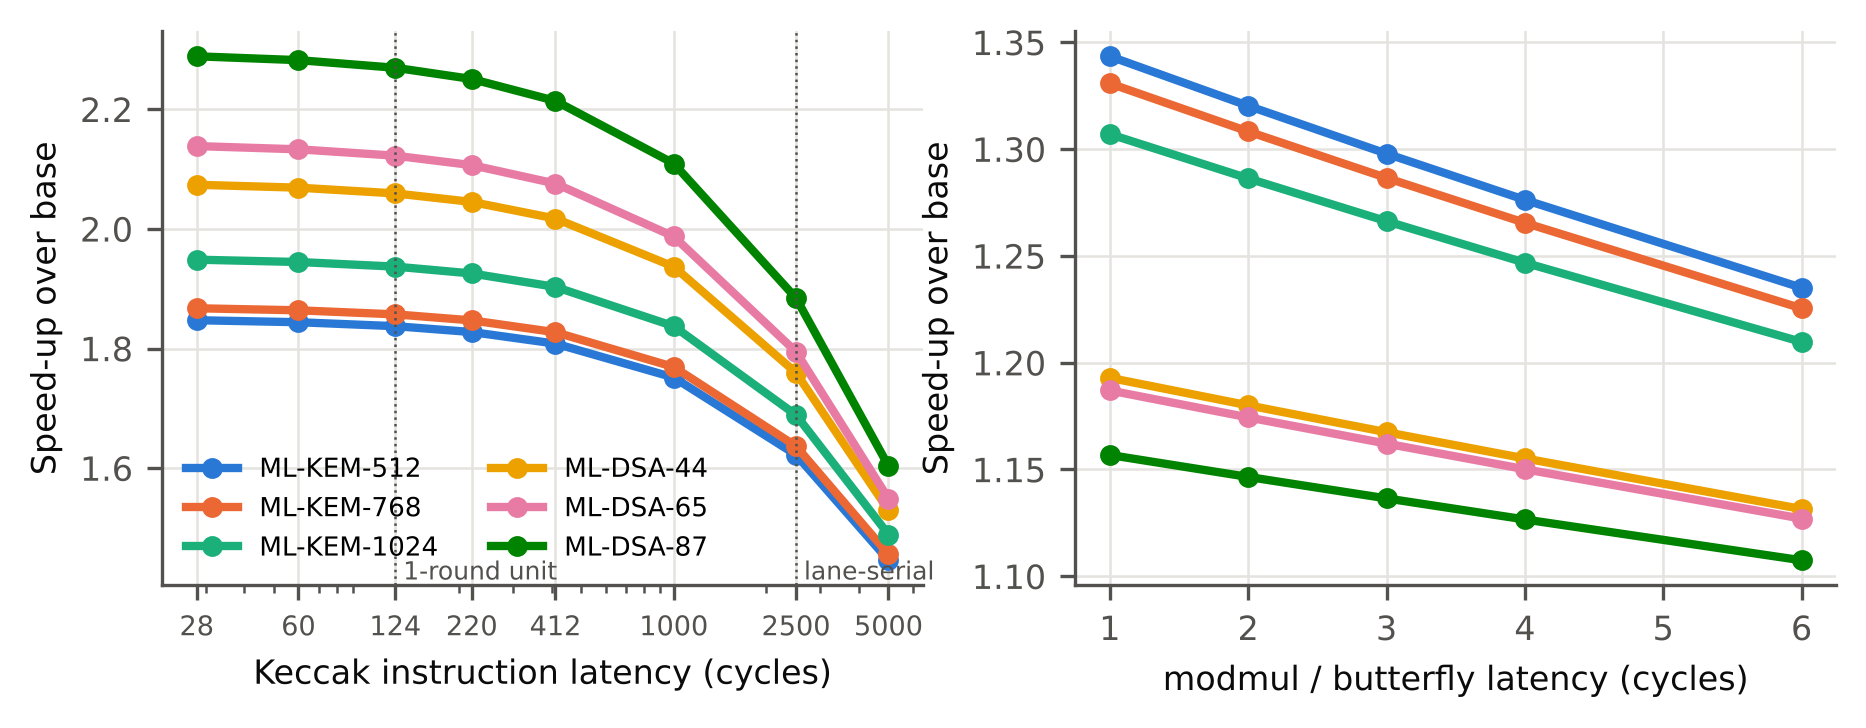 Speed-up over base
2.2
2.0
1.8
1.6
ML-KEM-512
ML-KEM-768
ML-KEM-1024
ML-DSA-44
ML-DSA-65
ML-DSA-87
1-round unit
lane-serial
28 60 124 220 412 1000 2500 5000
Keccak instruction latency (cycles)
Speed-up over base
1.35
1.30
1.25
1.20
1.15
1.10
1 2 3 4 5 6
modmul / butterfly latency (cycles)